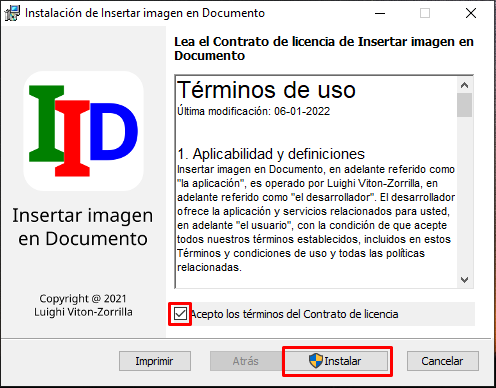 Instalación de Insertar imagen en Documento
Lea el Contrato de licencia de Insertar imagen en
Documento
IID
Insertar imagen
en Documento
Copyright @ 2021
Luighi Viton-Zorrilla
Términos de uso
Última modificación: 06-01-2022
1. Aplicabilidad y definiciones
Insertar imagen en Documento, en adelante referido como
"la aplicación", es operado por Luighi Viton-Zorrilla, en
adelante referido como "el desarrollador". El desarrollador
ofrece la aplicación y servicios relacionados para usted,
en adelante "el usuario", con la condición de que acepte
todos nuestro términos establecidos, incluidos en estos
Términos y condiciones de uso y todas las políticas
relacionadas.
Acepto los términos del Contrato de licencia
Imprimir
Atrás
Instalar
Cancelar